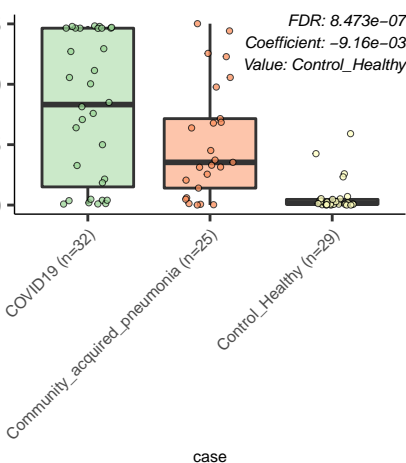 FDR: 8.473e−07
Coefficient: −9.16e−03
Value: Control_Healthy
COVID19 (n=32)
Community_acquired_pneumonia (n=25)
Control_Healthy (n=29)
case